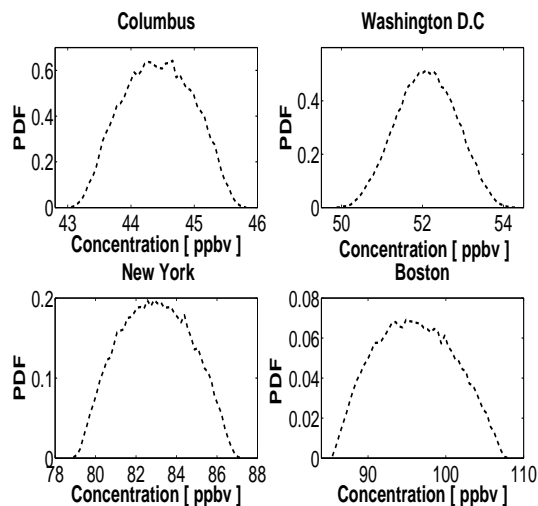 Columbus
PDF
0.6
0.4
0.2
0
43 44 45 46
Concentration [ ppbv ]
Washington D.C
PDF
0.4
0.2
0
50 52 54
Concentration [ ppbv ]
New York
PDF
0.2
0.1
0
78 80 82 84 86 88
Concentration [ ppbv ]
Boston
PDF
0.08
0.06
0.04
0.02
0
90 100 110
Concentration [ ppbv ]